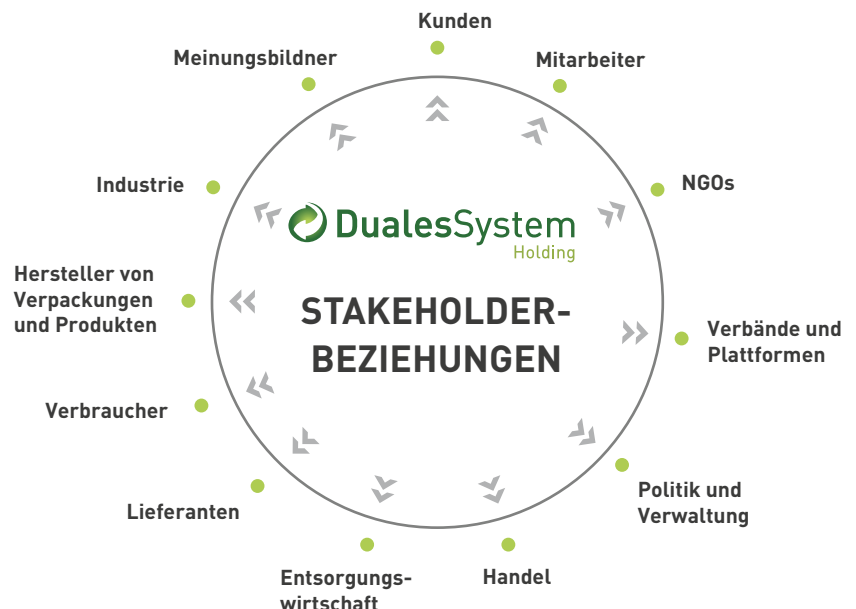 Kunden
Mitarbeiter
NGOs
Verbände und
Plattformen
Politik und
Verwaltung
Handel
Entsorgungs-
wirtschaft
Lieferanten
Verbraucher
Hersteller von
Verpackungen
und Produkten
Industrie
Meinungsbildner
DualesSystem
Holding
STAKEHOLDER-
BEZIEHUNGEN